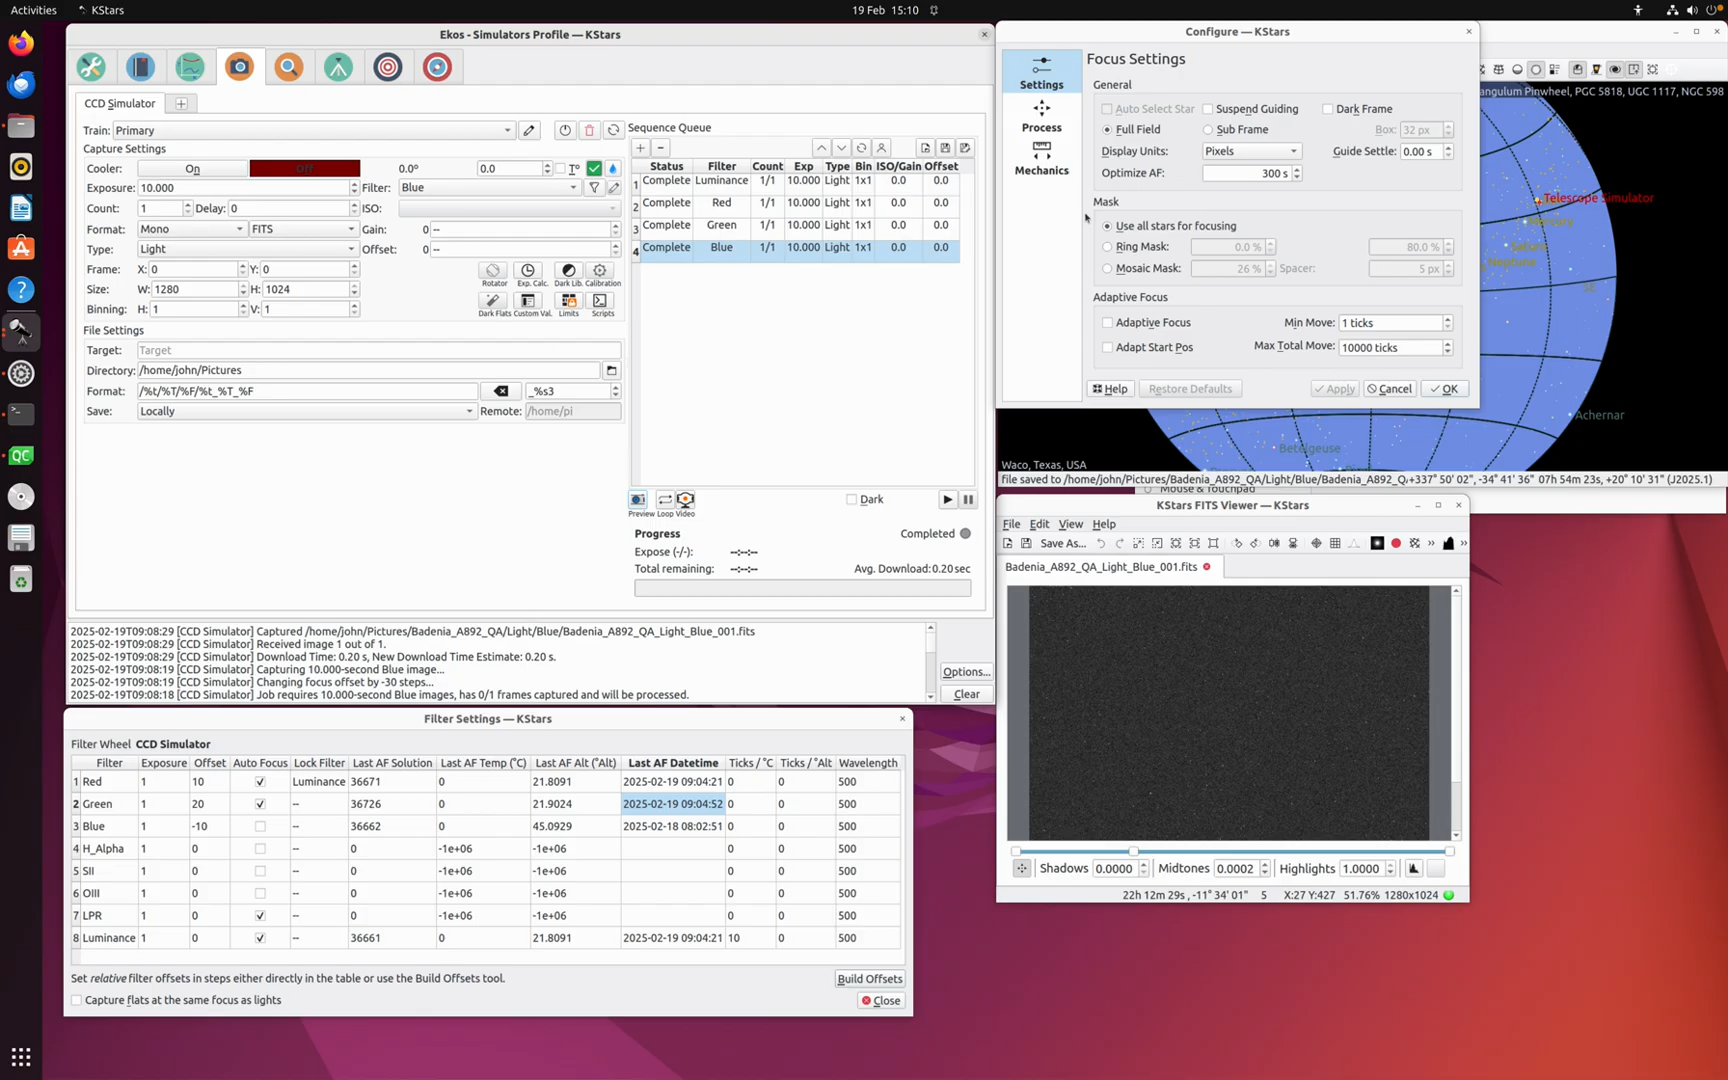 Activities
KStars
19 Feb 15:10
Ekos - Simulators Profile — KStars
CCD Simulator
Train: Primary
Capture Settings
Cooler: On Off 0.0° 0.0 T°
Exposure: 10.000 Filter: Blue
Count: 1 Delay: 0 ISO:
Format: Mono FITS Gain: 0 --
Type: Light Offset: 0 --
Frame: X: 0 Y: 0
Size: W: 1280 H: 1024
Binning: H: 1 V: 1
Rotator Exp. Calc. Dark Lib. Calibration
Dark Flats Custom Val. Limits Scripts
File Settings
Target: Target
Directory: /home/john/Pictures
Format: /%t/%T/%F/%t_%T_%F _%s3
Save: Locally Remote: /home/pi
Sequence Queue
Status Filter Count Exp Type Bin ISO/Gain Offset
1 Complete Luminance 1/1 10.000 Light 1x1 0.0 0.0
2 Complete Red 1/1 10.000 Light 1x1 0.0 0.0
3 Complete Green 1/1 10.000 Light 1x1 0.0 0.0
4 Complete Blue 1/1 10.000 Light 1x1 0.0 0.0
Preview Loop Video Dark
Progress Completed
Expose (-/-): --:--:--
Total remaining: --:--:-- Avg. Download: 0.20 sec
2025-02-19T09:08:29 [CCD Simulator] Captured /home/john/Pictures/Badenia_A892_QA/Light/Blue/Badenia_A892_QA_Light_Blue_001.fits
2025-02-19T09:08:29 [CCD Simulator] Received image 1 out of 1.
2025-02-19T09:08:29 [CCD Simulator] Download Time: 0.20 s, New Download Time Estimate: 0.20 s.
2025-02-19T09:08:19 [CCD Simulator] Capturing 10.000-second Blue image...
2025-02-19T09:08:19 [CCD Simulator] Changing focus offset by -30 steps...
2025-02-19T09:08:18 [CCD Simulator] Job requires 10.000-second Blue images, has 0/1 frames captured and will be processed.
Options...
Clear
Filter Settings — KStars
Filter Wheel CCD Simulator
Filter Exposure Offset Auto Focus Lock Filter Last AF Solution Last AF Temp (°C) Last AF Alt (°Alt) Last AF Datetime Ticks / °C Ticks / °Alt Wavelength
1 Red 1 10 Luminance 36671 0 21.8091 2025-02-19 09:04:21 0 0 500
2 Green 1 20 -- 36726 0 21.9024 2025-02-19 09:04:52 0 0 500
3 Blue 1 -10 -- 36662 0 45.0929 2025-02-18 08:02:51 0 0 500
4 H_Alpha 1 0 -- 0 -1e+06 -1e+06 0 0 500
5 SII 1 0 -- 0 -1e+06 -1e+06 0 0 500
6 OIII 1 0 -- 0 -1e+06 -1e+06 0 0 500
7 LPR 1 0 -- 0 -1e+06 -1e+06 0 0 500
8 Luminance 1 0 -- 36661 0 21.8091 2025-02-19 09:04:21 10 0 500
Set relative filter offsets in steps either directly in the table or use the Build Offsets tool.
Build Offsets
Capture flats at the same focus as lights
Close
Configure — KStars
Settings
Process
Mechanics
Focus Settings
General
Auto Select Star Suspend Guiding Dark Frame
Full Field Sub Frame Box: 32 px
Display Units: Pixels Guide Settle: 0.00 s
Optimize AF: 300 s
Mask
Use all stars for focusing
Ring Mask: 0.0 % 80.0 %
Mosaic Mask: 26 % Spacer: 5 px
Adaptive Focus
Adaptive Focus Min Move: 1 ticks
Adapt Start Pos Max Total Move: 10000 ticks
Help Restore Defaults Apply Cancel OK
angulum Pinwheel, PGC 5818, UGC 1117, NGC 598
Telescope Simulator
Mercury
Saturn
Neptune
SE
Achernar
Betelgeuse
Waco, Texas, USA
file saved to /home/john/Pictures/Badenia_A892_QA/Light/Blue/Badenia_A892_Q +337° 50' 02", -34° 41' 36" 07h 54m 23s, +20° 10' 31" (J2025.1)
Mouse & Touchpad
KStars FITS Viewer — KStars
File Edit View Help
Save As...
Badenia_A892_QA_Light_Blue_001.fits
Shadows 0.0000 Midtones 0.0002 Highlights 1.0000
22h 12m 29s , -11° 34' 01" 5 X:27 Y:427 51.76% 1280x1024